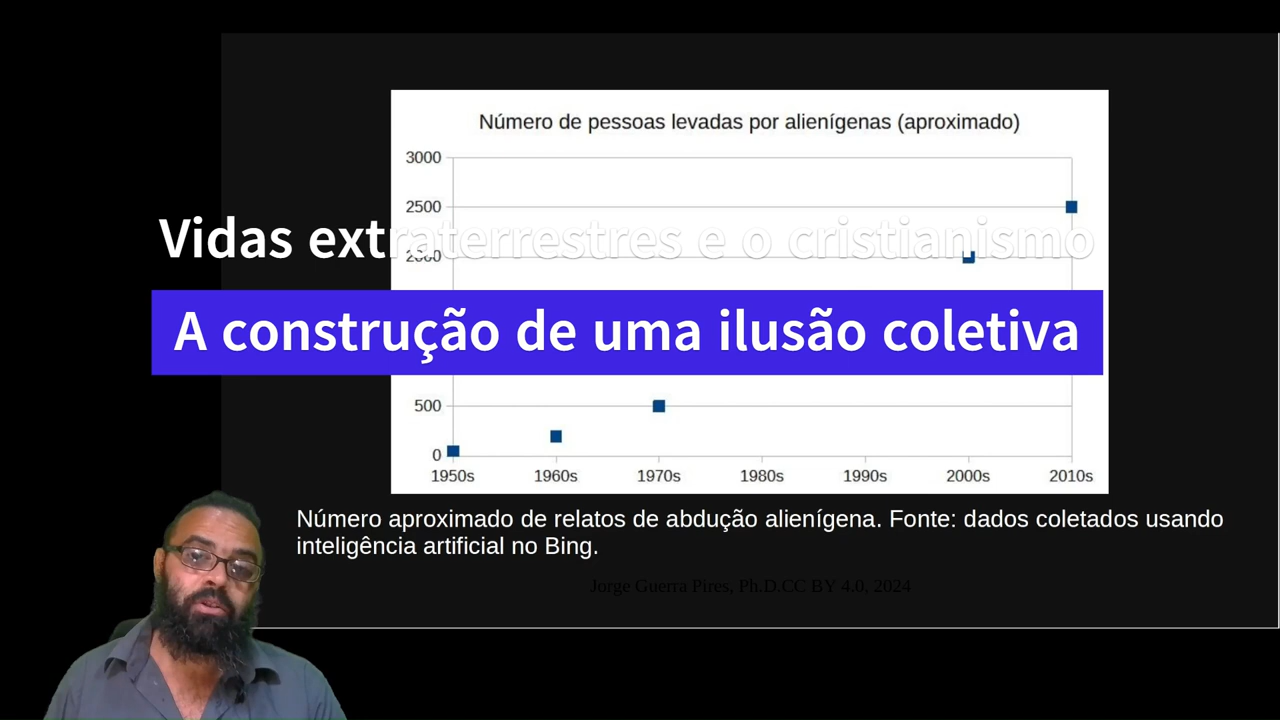 Número de pessoas levadas por alienígenas (aproximado)
3000
2500
Vidas extraterrestres e o cristianismo
2000
A construção de uma ilusão coletiva
500
0
1950s 1960s 1970s 1980s 1990s 2000s 2010s
Número aproximado de relatos de abdução alienígena. Fonte: dados coletados usando
inteligência artificial no Bing.
Jorge Guerra Pires, Ph.D.CC BY 4.0, 2024